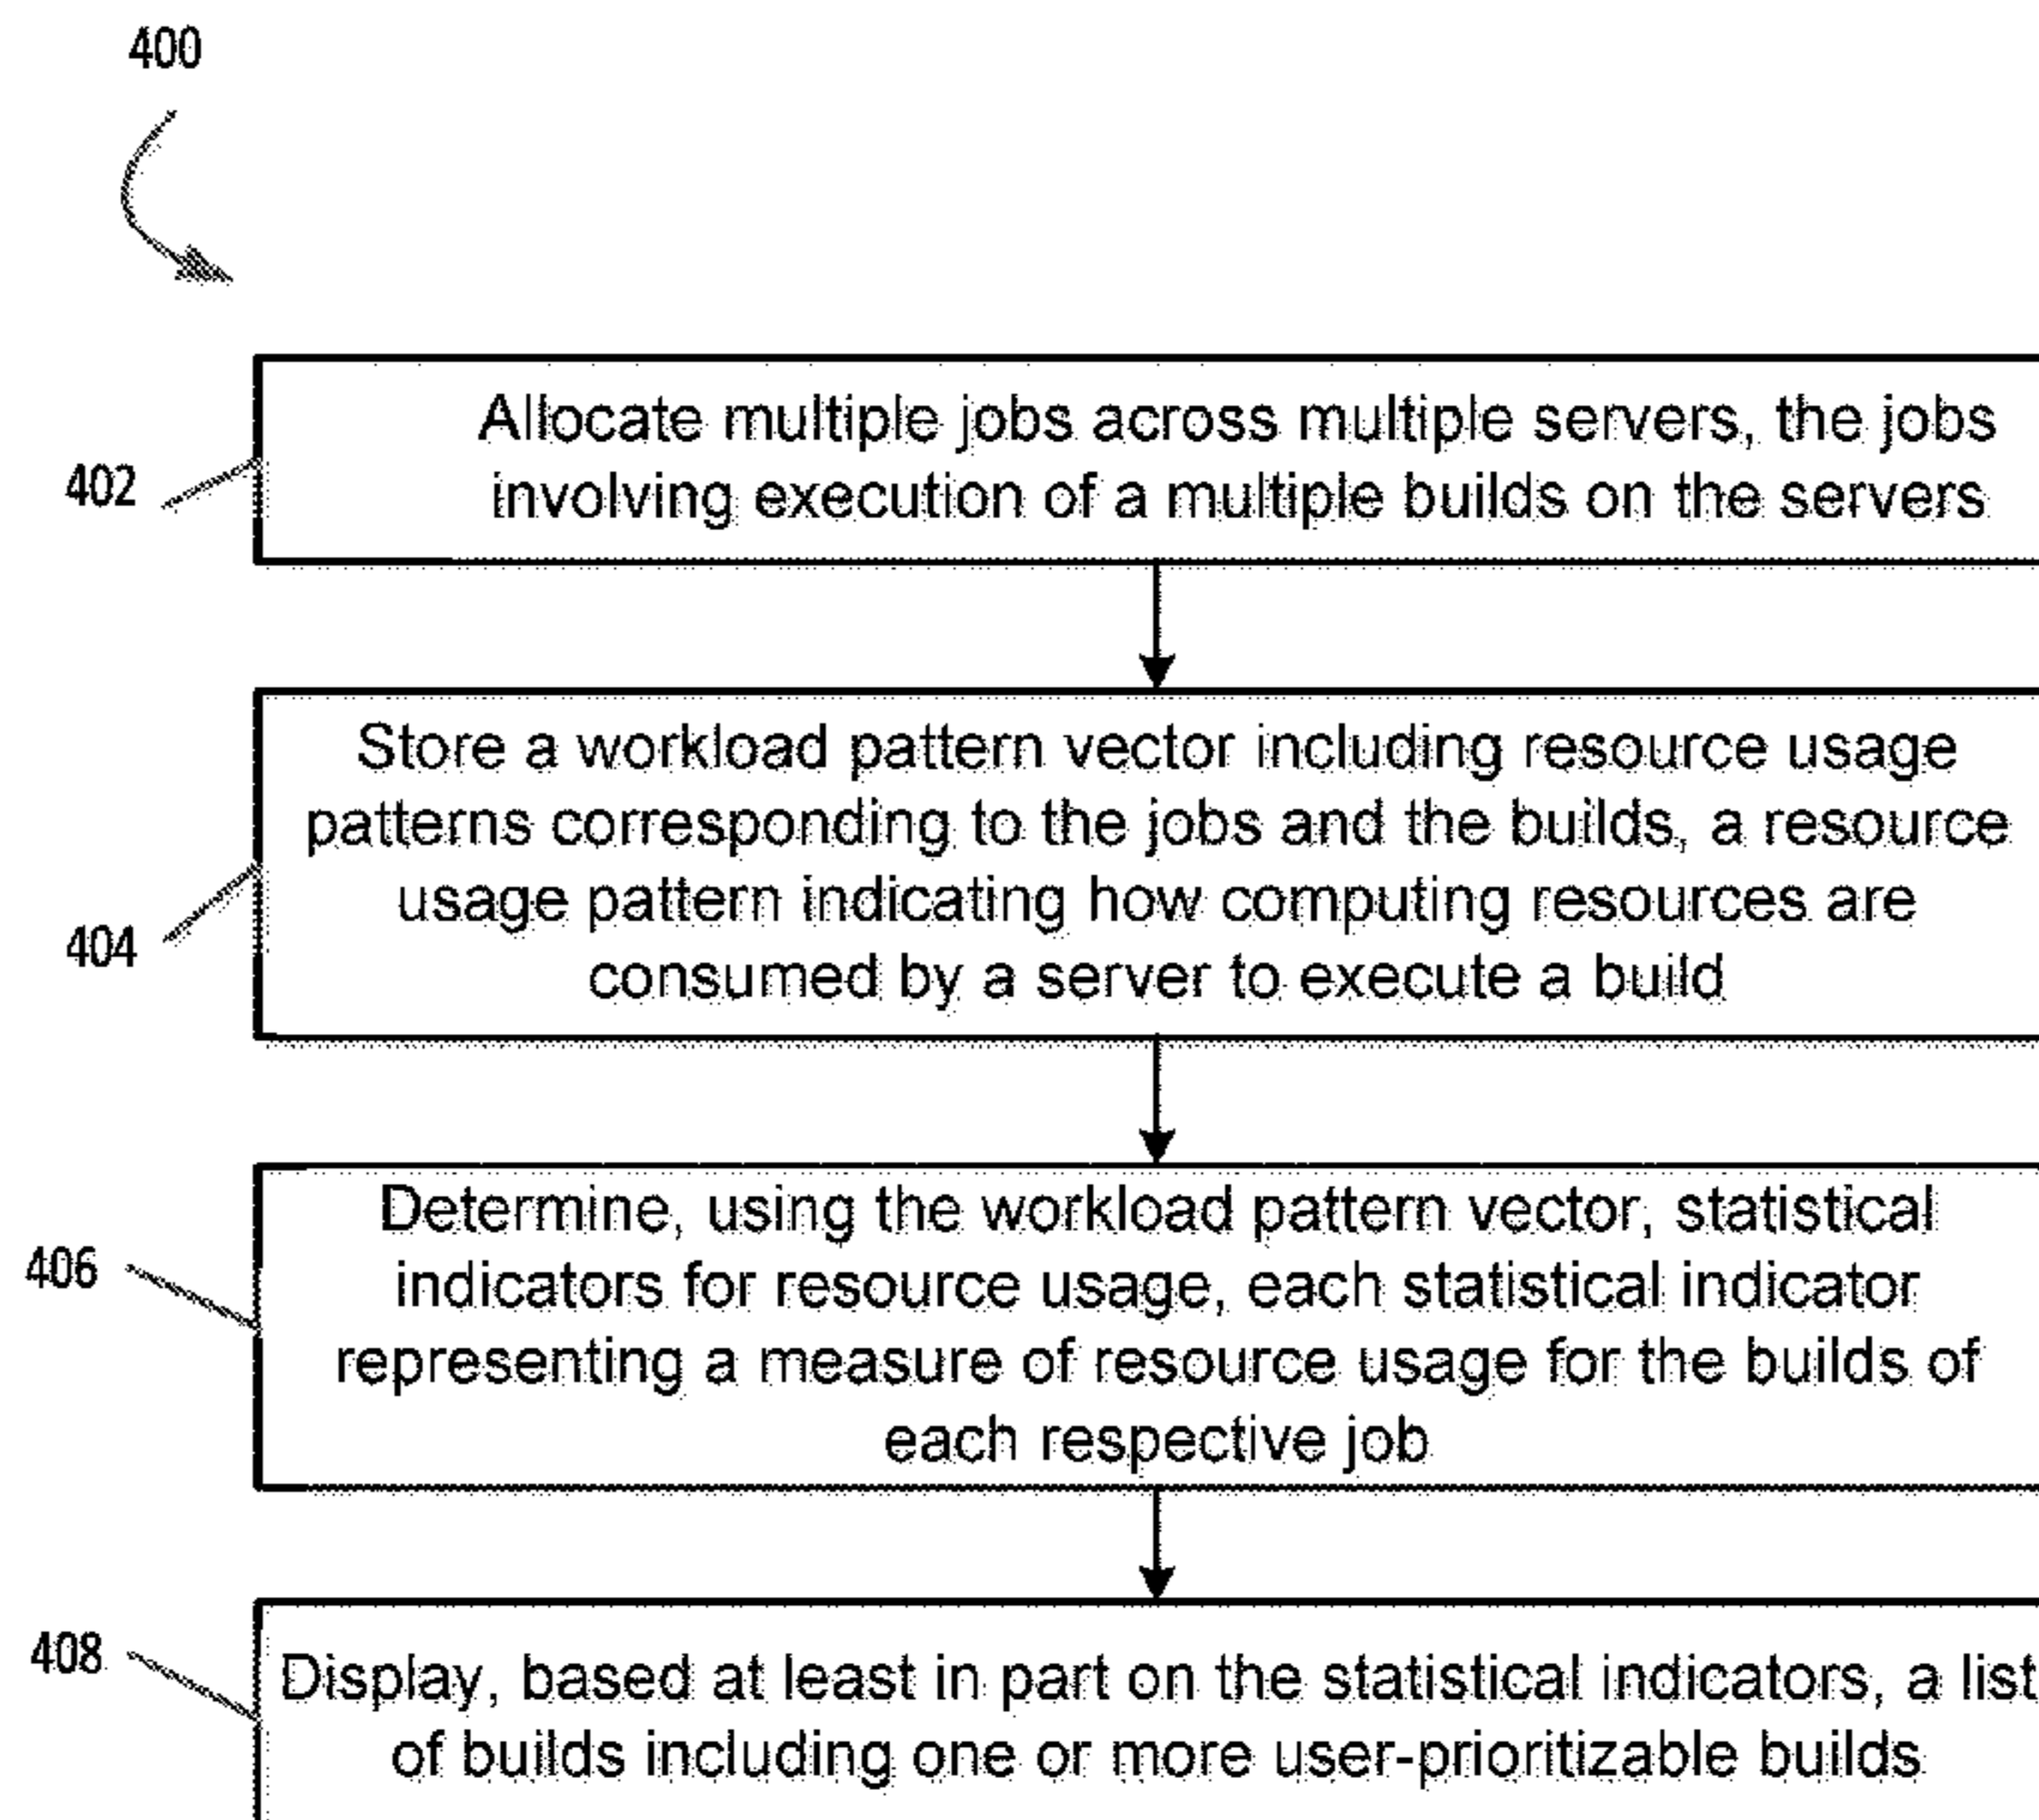 400
402
Allocate multiple jobs across multiple servers, the jobs
involving execution of a multiple builds on the servers
404
Store a workload pattern vector including resource usage
patterns corresponding to the jobs and the builds, a resource
usage pattern indicating how computing resources are
consumed by a server to execute a build
406
Determine, using the workload pattern vector, statistical
indicators for resource usage, each statistical indicator
representing a measure of resource usage for the builds of
each respective job
408
Display, based at least in part on the statistical indicators, a list
of builds including one or more user-prioritizable builds